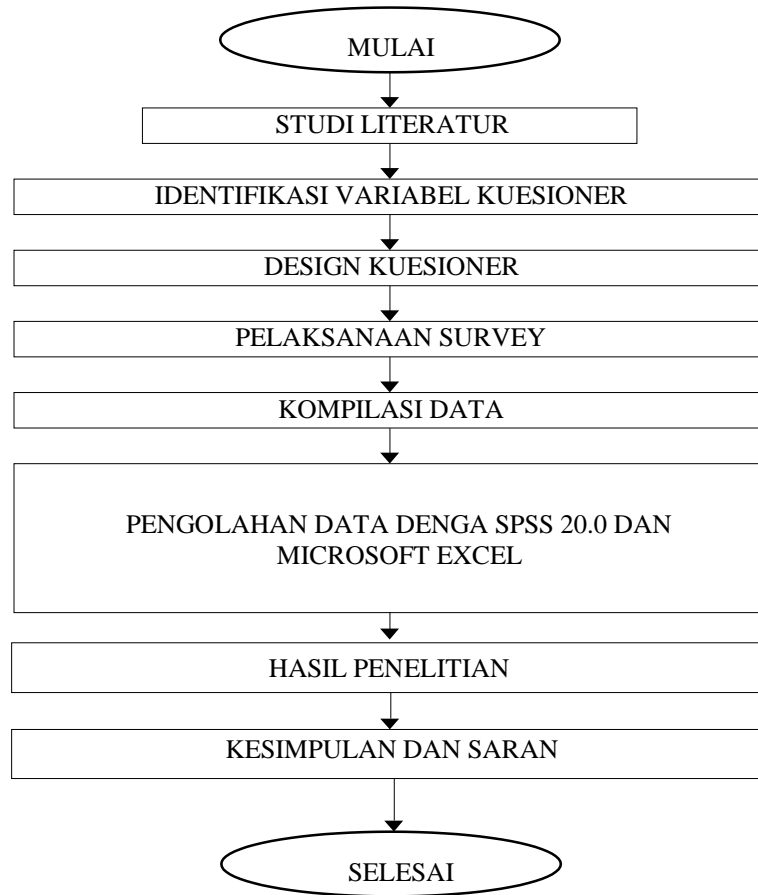 MULAI
STUDI LITERATUR
IDENTIFIKASI VARIABEL KUESIONER
DESIGN KUESIONER
PELAKSANAAN SURVEY
KOMPILASI DATA
PENGOLAHAN DATA DENGA SPSS 20.0 DAN
MICROSOFT EXCEL
HASIL PENELITIAN
KESIMPULAN DAN SARAN
SELESAI